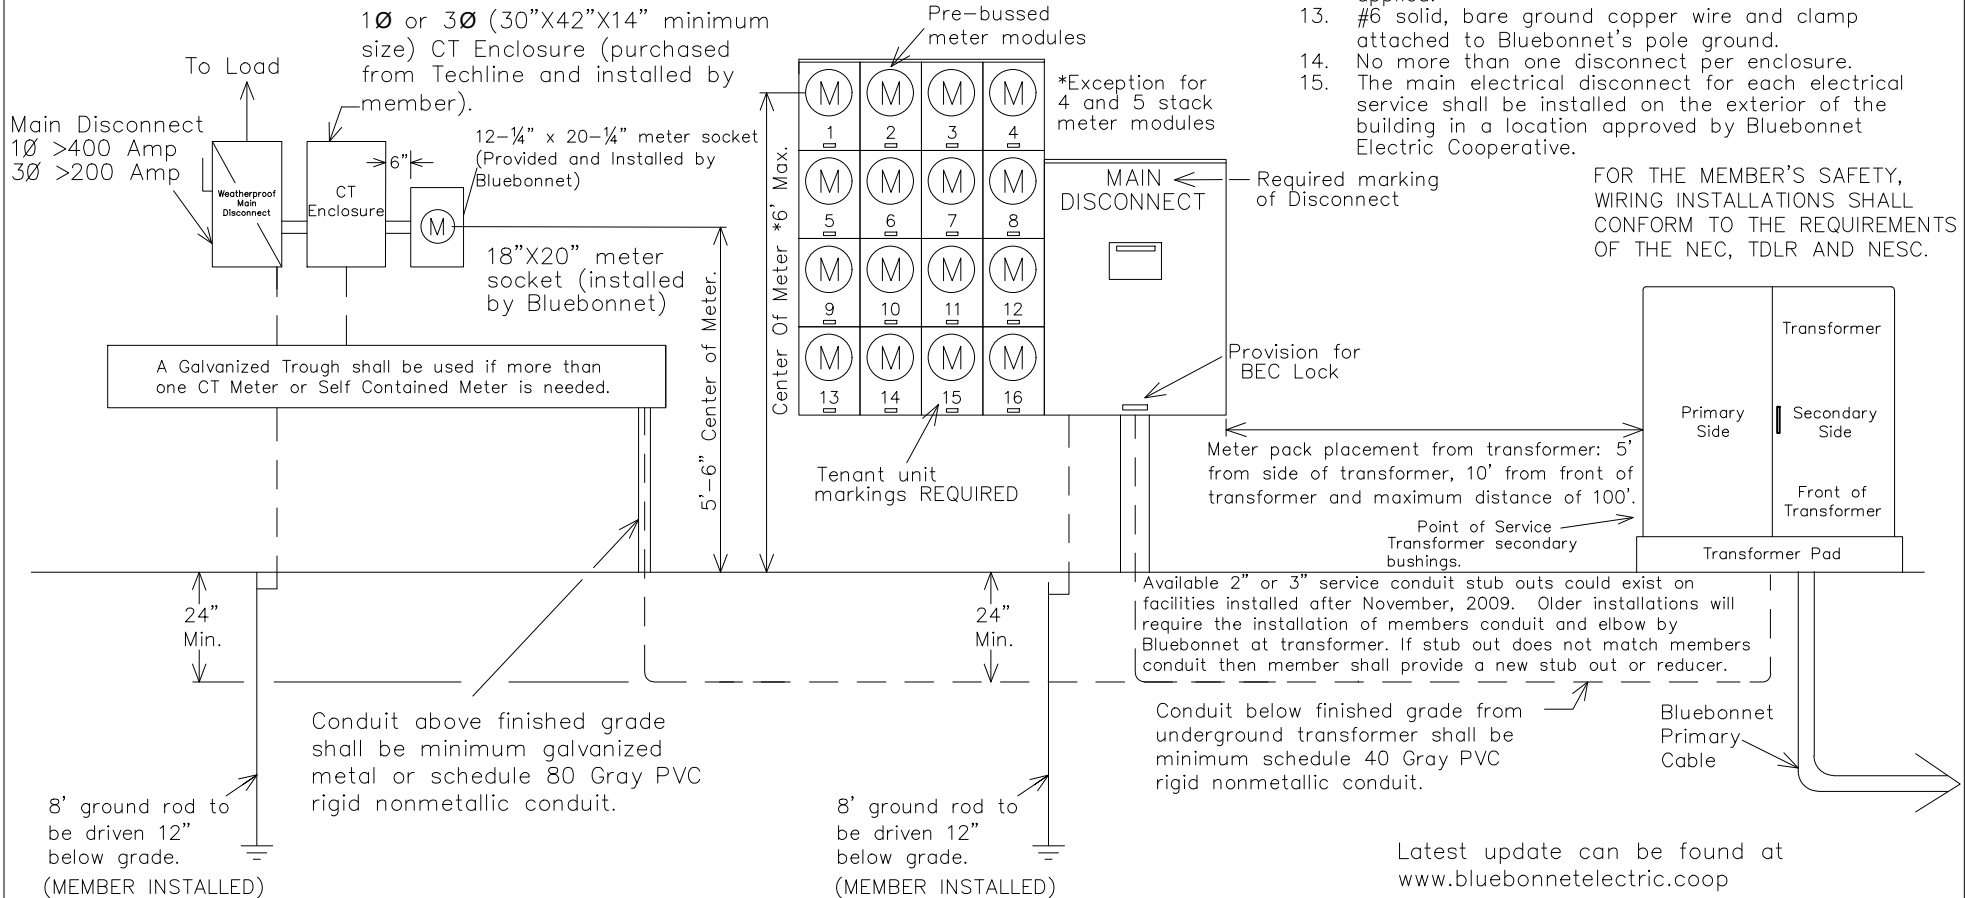 1Ø or 3Ø (30”X42”X14” minimum
size) CT Enclosure (purchased
from Techline and installed by
member).
To Load
Main Disconnect
1Ø >400 Amp
3Ø >200 Amp
Weatherproof
Main
Disconnect
CT
Enclosure
6”
M
12-¼” x 20-¼” meter socket
(Provided and Installed by
Bluebonnet)
18”X20” meter
socket (installed
by Bluebonnet)
A Galvanized Trough shall be used if more than
one CT Meter or Self Contained Meter is needed.
5’-6” Center of Meter.
Center Of Meter *6’ Max.
Pre-bussed
meter modules
M M M M
1 2 3 4
M M M M
5 6 7 8
M M M M
9 10 11 12
M M M M
13 14 15 16
*Exception for
4 and 5 stack
meter modules
MAIN
DISCONNECT
Required marking
of Disconnect
Provision for
BEC Lock
Tenant unit
markings REQUIRED
applied.
13. #6 solid, bare ground copper wire and clamp
attached to Bluebonnet’s pole ground.
14. No more than one disconnect per enclosure.
15. The main electrical disconnect for each electrical
service shall be installed on the exterior of the
building in a location approved by Bluebonnet
Electric Cooperative.
FOR THE MEMBER’S SAFETY,
WIRING INSTALLATIONS SHALL
CONFORM TO THE REQUIREMENTS
OF THE NEC, TDLR AND NESC.
Transformer
Primary
Side
Secondary
Side
Front of
Transformer
Transformer Pad
Meter pack placement from transformer: 5’
from side of transformer, 10’ from front of
transformer and maximum distance of 100’.
Point of Service
Transformer secondary
bushings.
Available 2” or 3” service conduit stub outs could exist on
facilities installed after November, 2009. Older installations will
require the installation of members conduit and elbow by
Bluebonnet at transformer. If stub out does not match members
conduit then member shall provide a new stub out or reducer.
24”
Min.
24”
Min.
Conduit above finished grade
shall be minimum galvanized
metal or schedule 80 Gray PVC
rigid nonmetallic conduit.
Conduit below finished grade from
underground transformer shall be
minimum schedule 40 Gray PVC
rigid nonmetallic conduit.
Bluebonnet
Primary
Cable
8’ ground rod to
be driven 12”
below grade.
(MEMBER INSTALLED)
8’ ground rod to
be driven 12”
below grade.
(MEMBER INSTALLED)
Latest update can be found at
www.bluebonnetelectric.coop